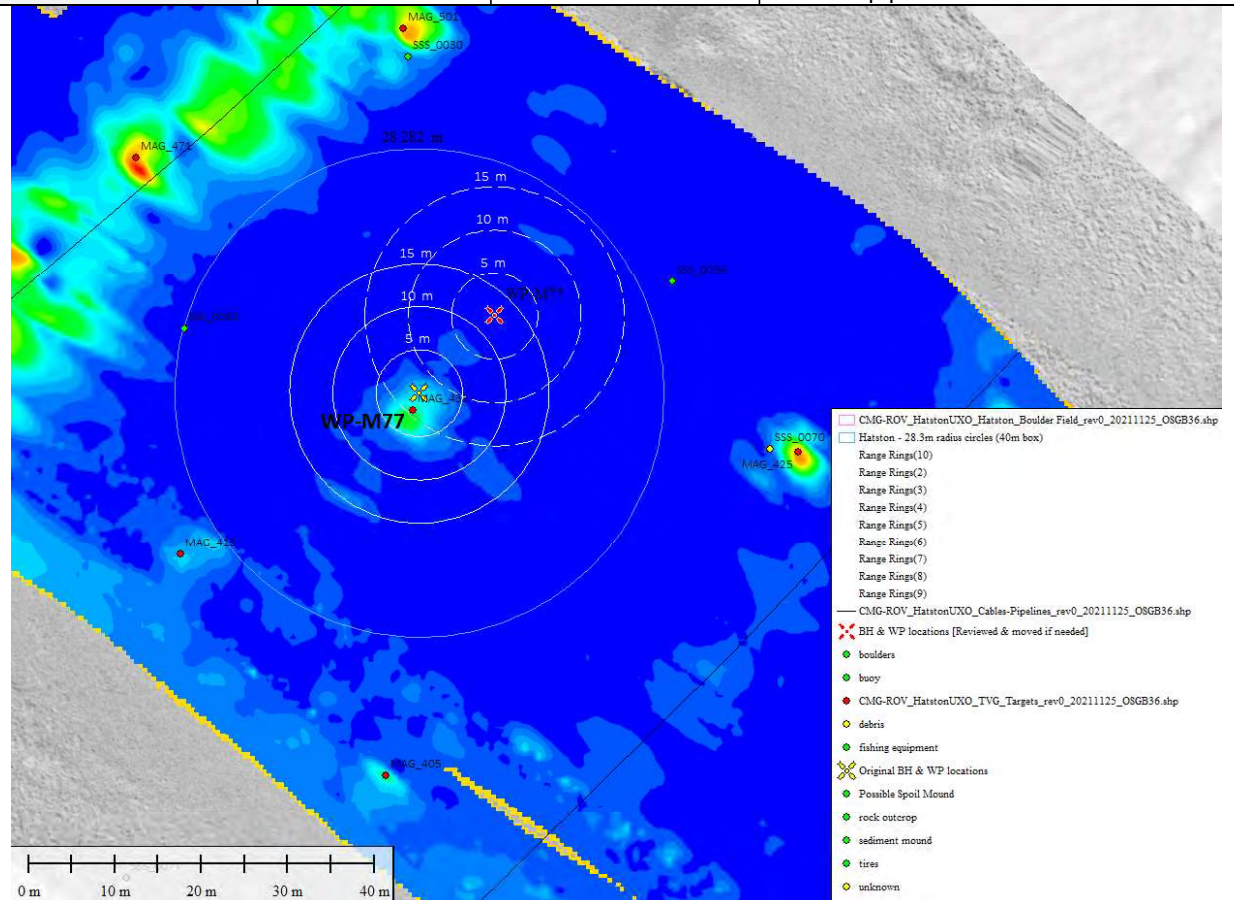 MAG_501
SSS_0030
28.282 m
MAG_471
15 m
10 m
15 m
5 m
SSS_0096
WP-M77
10 m
5 m
WP-M77
SSS_0070
MAG_425
MAG_405
CMG-ROV_HatstonUXO_Hatston_Boulder Field_rev0_20211125_OSGB36.shp
Hatston - 28.3m radius circles (40m box)
Range Rings(10)
Range Rings(2)
Range Rings(3)
Range Rings(4)
Range Rings(5)
Range Rings(6)
Range Rings(7)
Range Rings(8)
Range Rings(9)
CMG-ROV_HatstonUXO_Cables-Pipelines_rev0_20211125_OSGB36.shp
BH & WP locations [Reviewed & moved if needed]
boulders
buoy
CMG-ROV_HatstonUXO_TVG_Targets_rev0_20211125_OSGB36.shp
debris
fishing equipment
Original BH & WP locations
Possible Spoil Mound
rock outcrop
sediment mound
tires
unknown
0 m 10 m 20 m 30 m 40 m